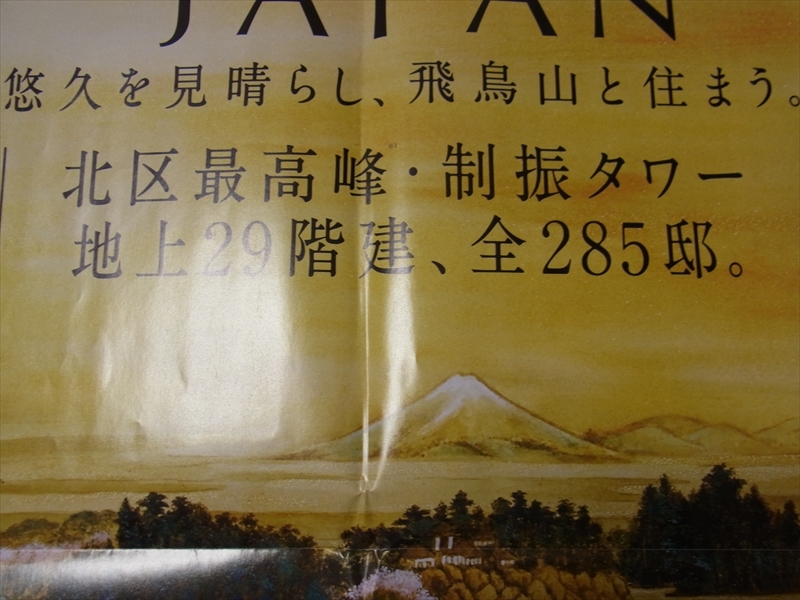 JAPAN
悠久を見晴らし、飛鳥山と住まう。
北区最高峰・制振タワー
地上29階建、全285邸。